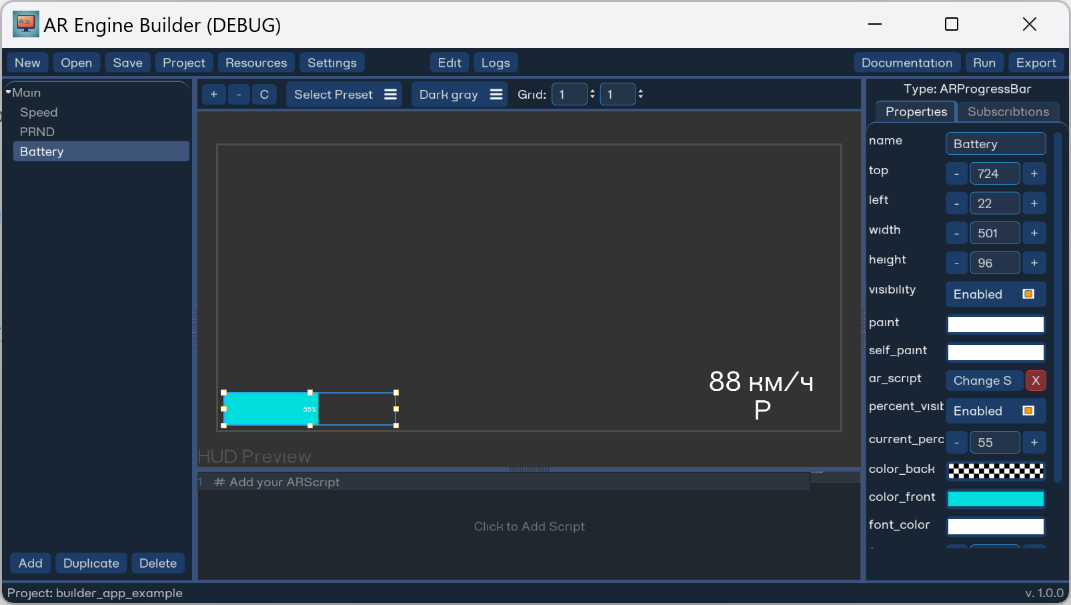 AR Engine Builder (DEBUG)
New Open Save Project Resources Settings Edit Logs Documentation Run Export
Main
Speed
PRND
Battery
+ - C Select Preset Dark gray Grid: 1 1
88 км/ч
P
55%
HUD Preview
1 # Add your ARScript
Click to Add Script
Type: ARProgressBar
Properties Subscribtions
name Battery
top - 724 +
left - 22 +
width - 501 +
height - 96 +
visibility Enabled
paint
self_paint
ar_script Change S X
percent_visit Enabled
current_perc - 55 +
color_back
color_front
font_color
Add Duplicate Delete
Project: builder_app_example
v. 1.0.0